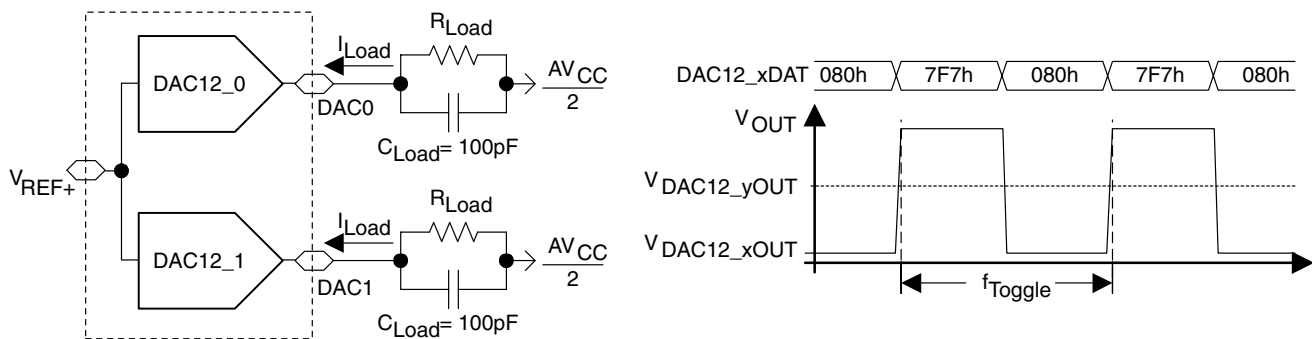 DAC12_0
DAC0
ILoad
RLoad
AVCC
2
CLoad= 100pF
VREF+
DAC12_1
DAC1
ILoad
RLoad
AVCC
2
CLoad= 100pF
DAC12_xDAT 080h 7F7h 080h 7F7h 080h
VOUT
VDAC12_yOUT
VDAC12_xOUT
fToggle